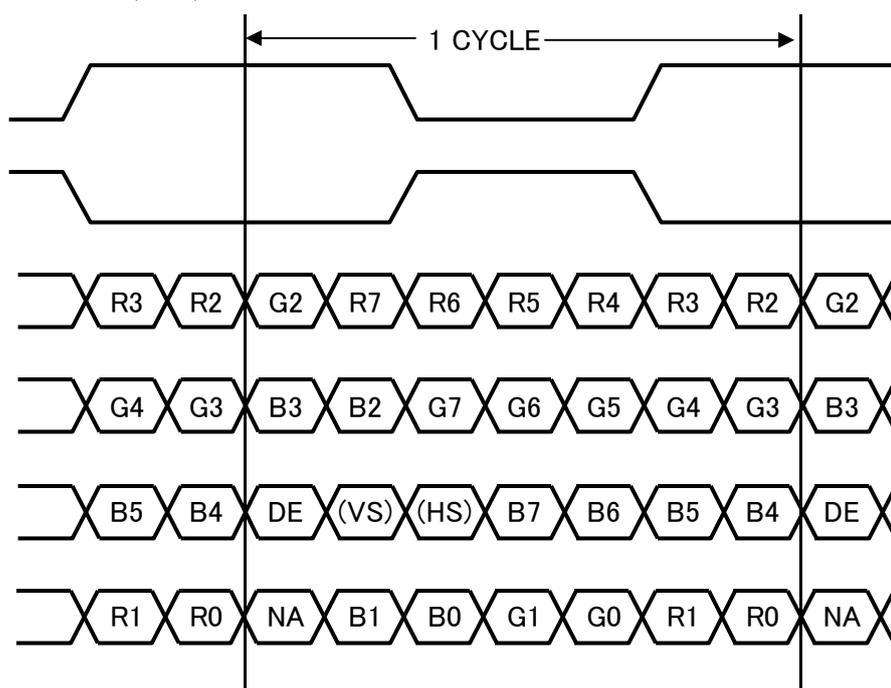 1 CYCLE
R3 R2 G2 R7 R6 R5 R4 R3 R2 G2
G4 G3 B3 B2 G7 G6 G5 G4 G3 B3
B5 B4 DE (VS) (HS) B7 B6 B5 B4 DE
R1 R0 NA B1 B0 G1 G0 R1 R0 NA